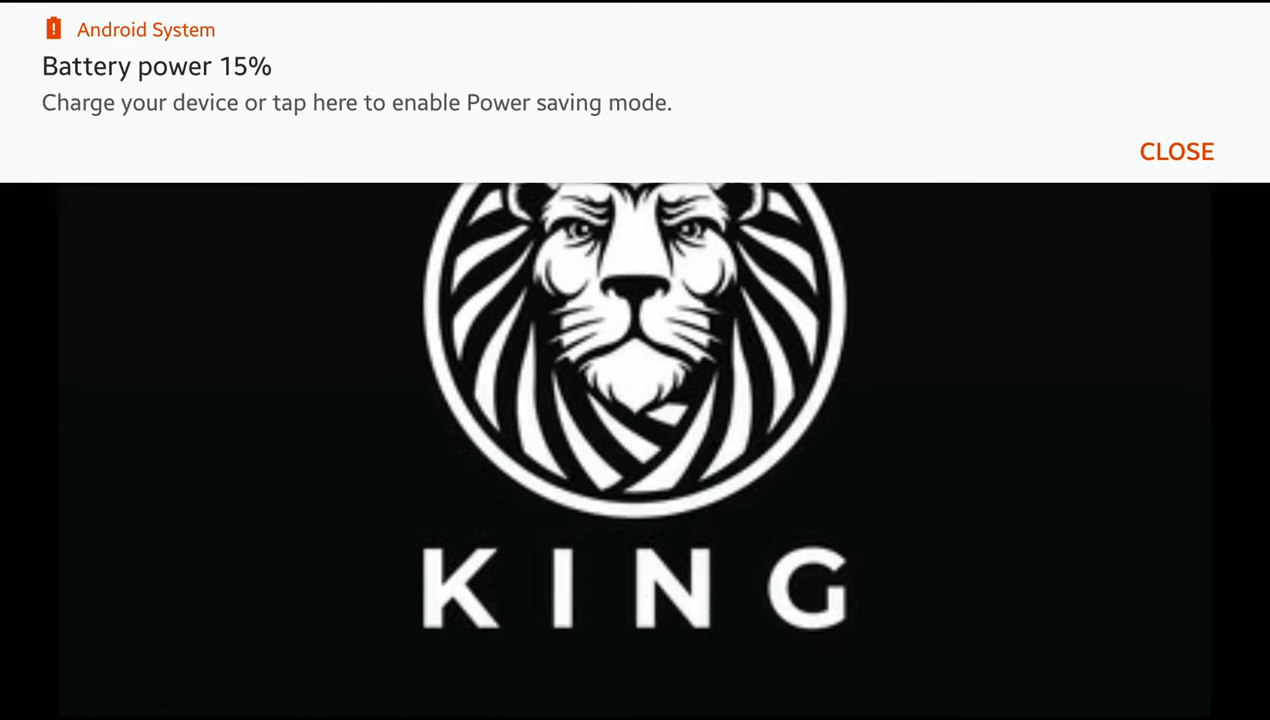 Android System
Battery power 15%
Charge your device or tap here to enable Power saving mode.
CLOSE
KING